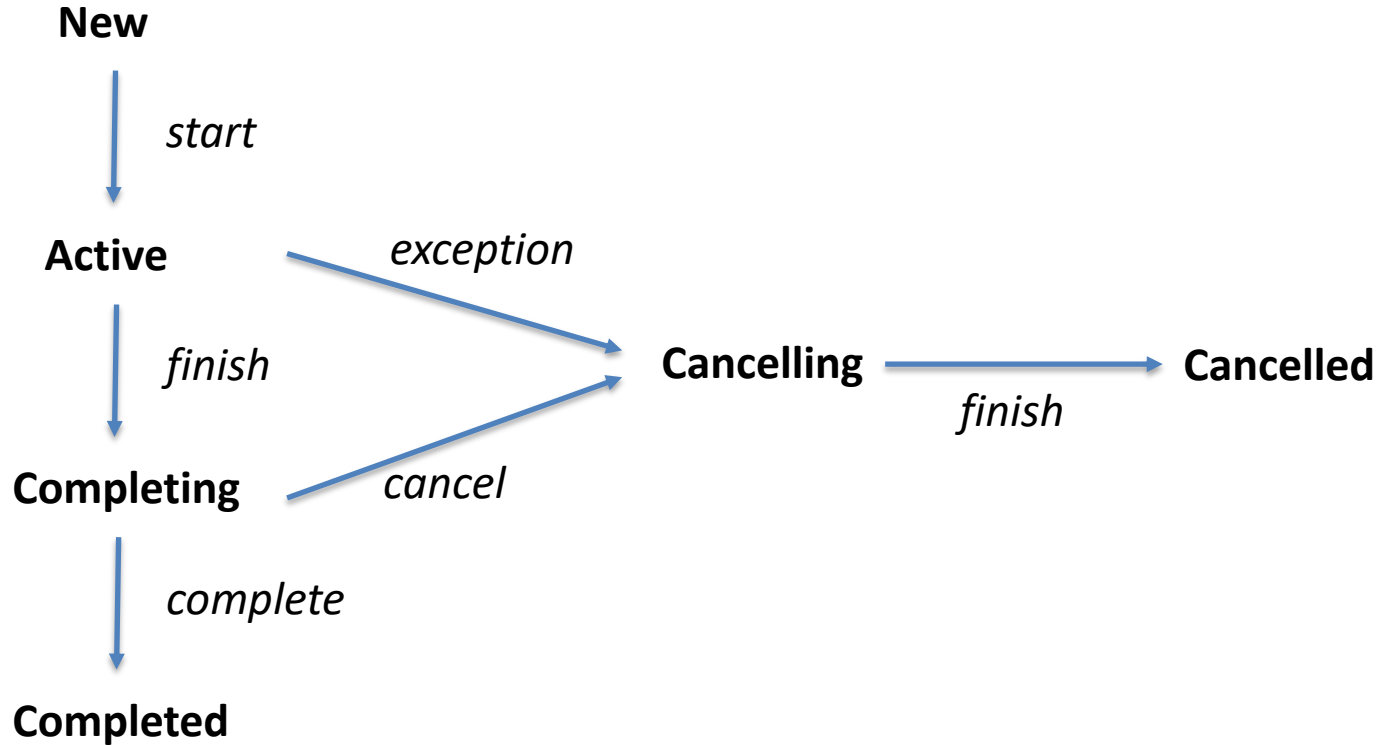 New
start
Active
exception
finish
Cancelling
Cancelled
finish
Completing
cancel
complete
Completed